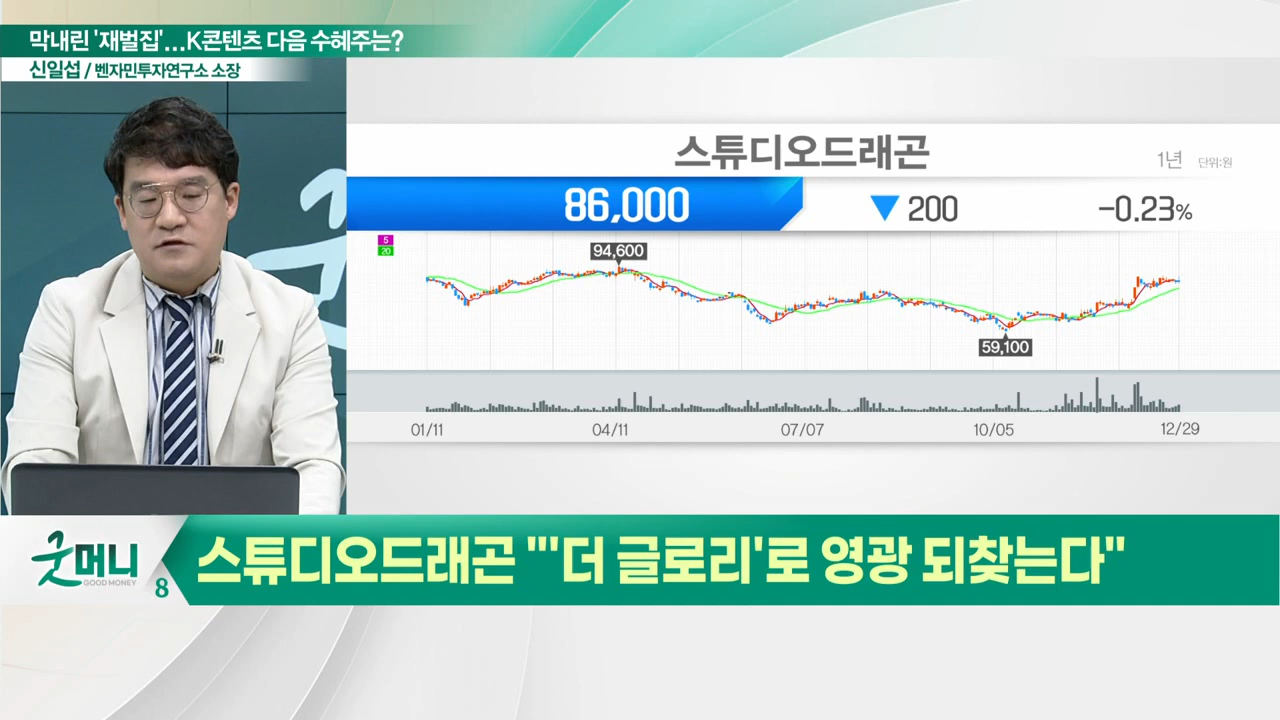 막내린 '재벌집'...K콘텐츠 다음 수혜주는?
신일섭 / 벤자민투자연구소 소장
스튜디오드래곤
1년 단위:원
86,000 ▼ 200 -0.23%
5
20
94,600
59,100
01/11 04/11 07/07 10/05 12/29
굿머니
GOOD MONEY
8
스튜디오드래곤 "'더 글로리'로 영광 되찾는다"